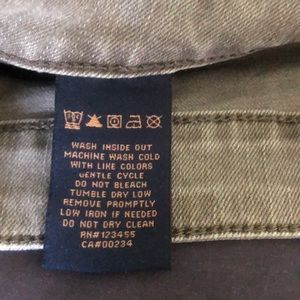 WASH INSIDE OUT
MACHINE WASH COLD
WITH LIKE COLORS
GENTLE CYCLE
DO NOT BLEACH
TUMBLE DRY LOW
REMOVE PROMPTLY
LOW IRON IF NEEDED
DO NOT DRY CLEAN
RN#123455
CA#00234